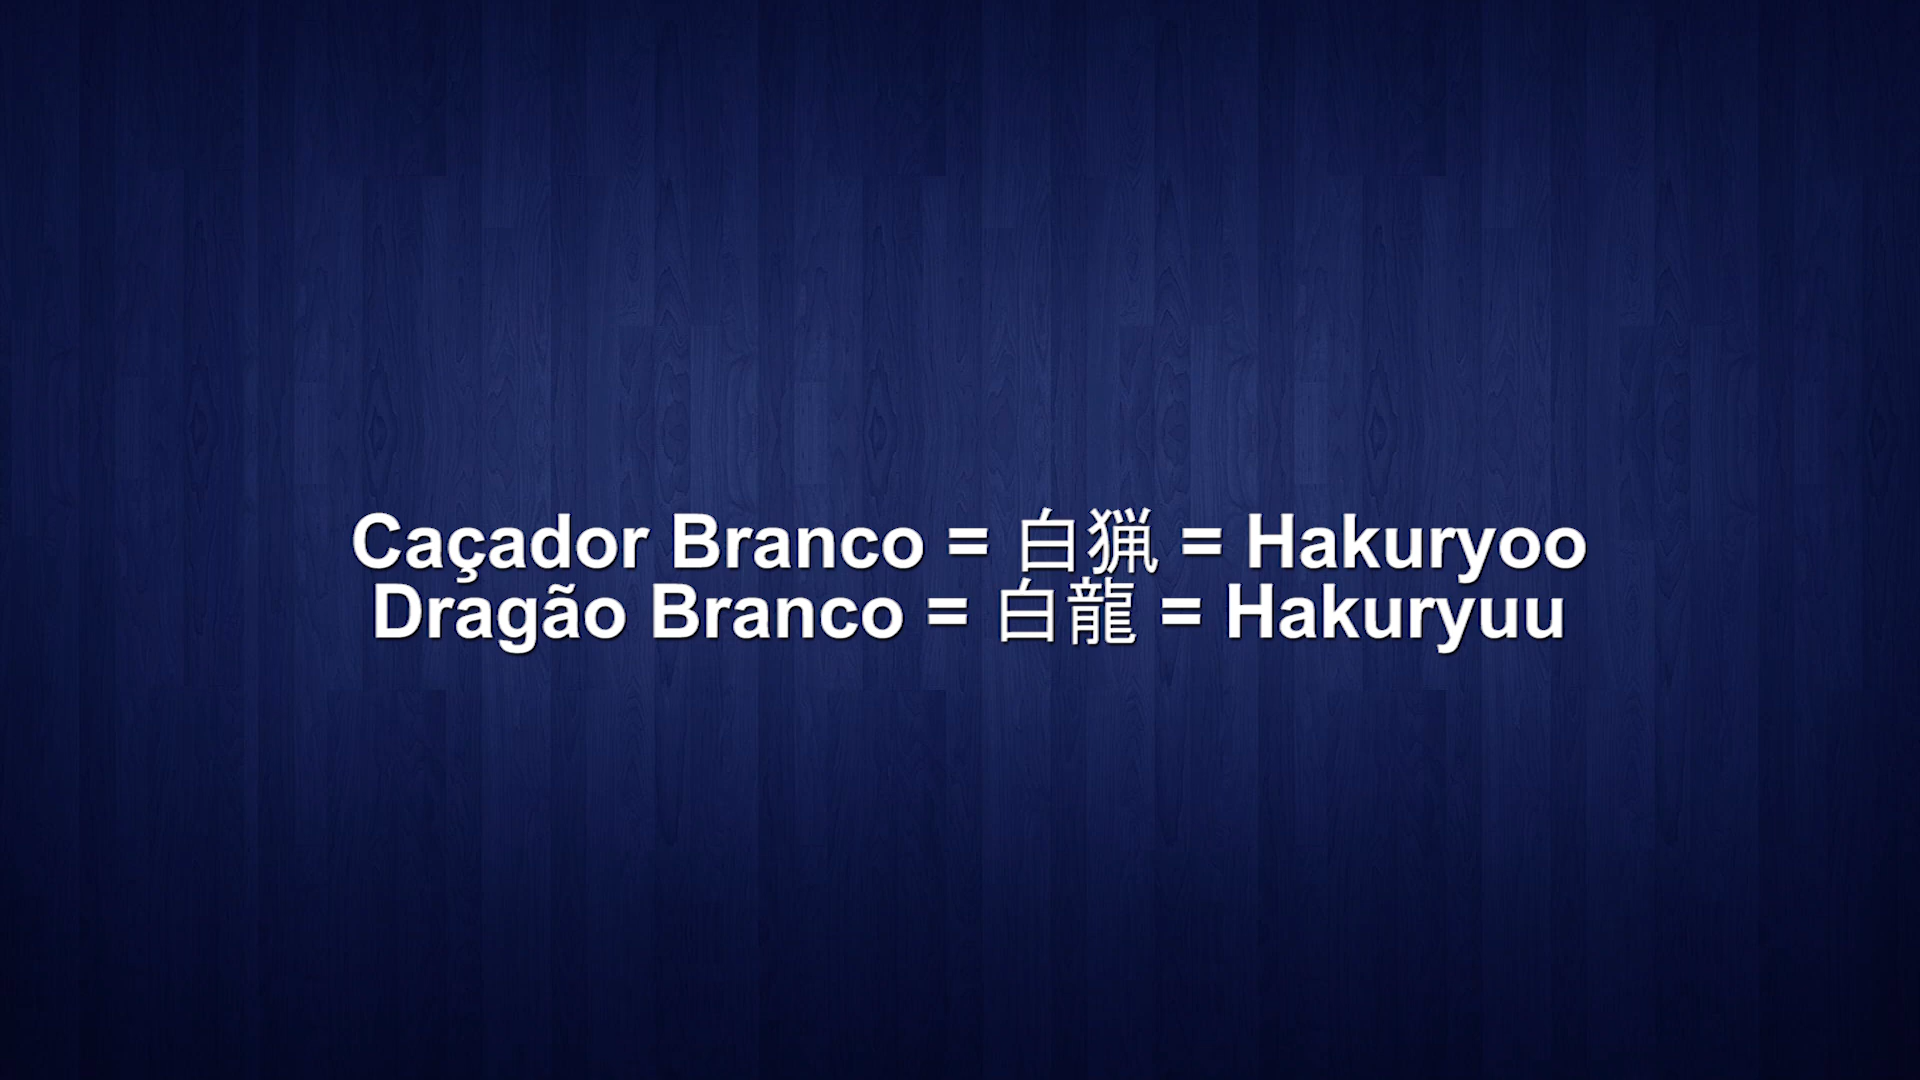 Caçador Branco = 白猟 = Hakuryoo
Dragão Branco = 白龍 = Hakuryuu